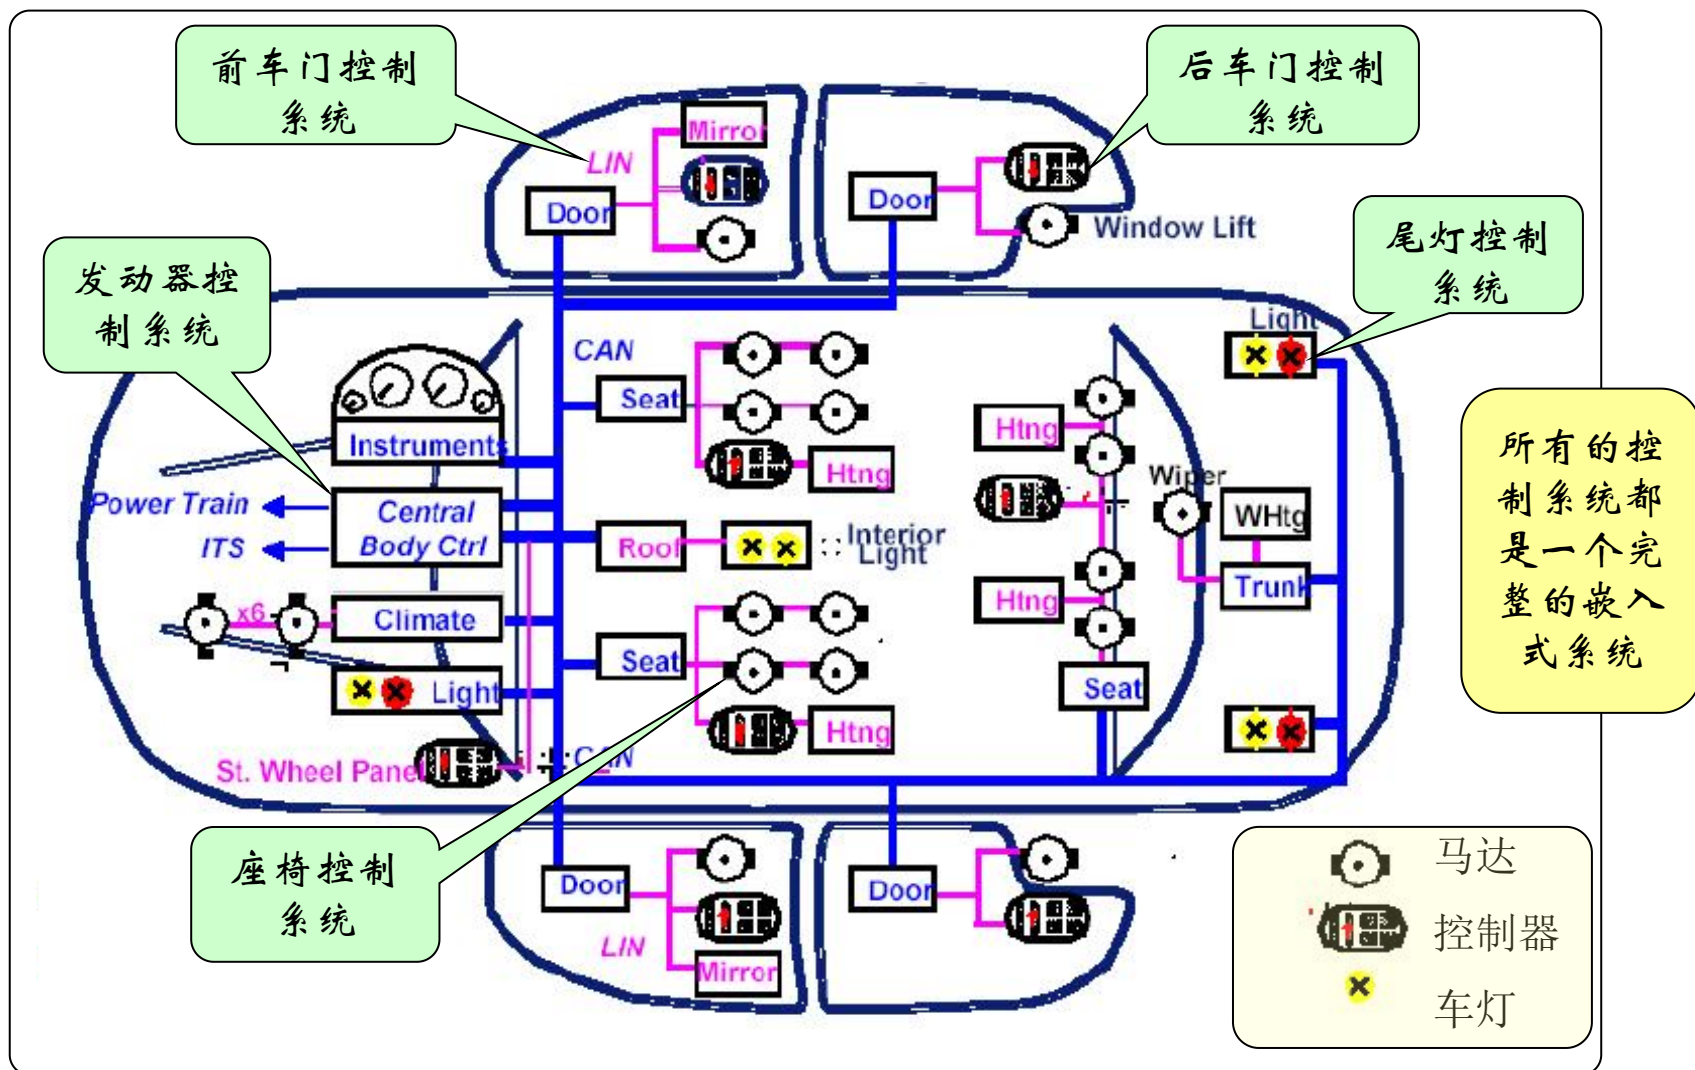 前车门控制
系统
后车门控制
系统
Mirror
LIN
Door
Door
Window Lift
尾灯控制
系统
发动器控
制系统
Light
CAN
Seat
Instruments
Htng
Htng
所有的控
制系统都
是一个完
整的嵌入
式系统
Wiper
Power Train
Central
Body Ctrl
ITS
Roof
Interior
Light
WHtg
Trunk
x6
Climate
Htng
Seat
Light
Seat
Htng
St. Wheel Panel
CAN
座椅控制
系统
Door
Door
LIN
Mirror
马达
控制器
车灯